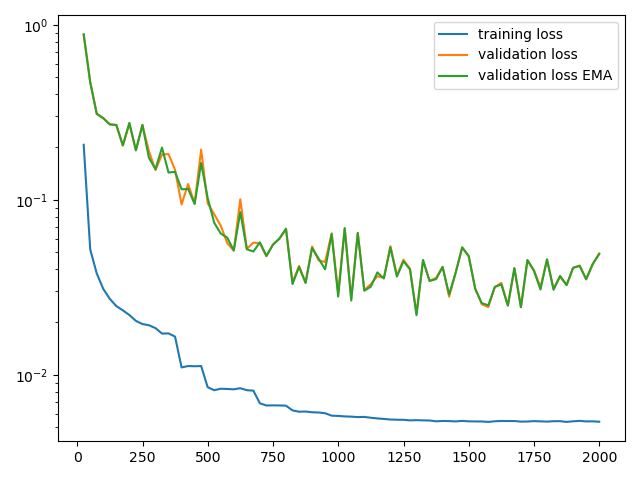 10⁰
10⁻¹
10⁻²
training loss
validation loss
validation loss EMA
0 250 500 750 1000 1250 1500 1750 2000